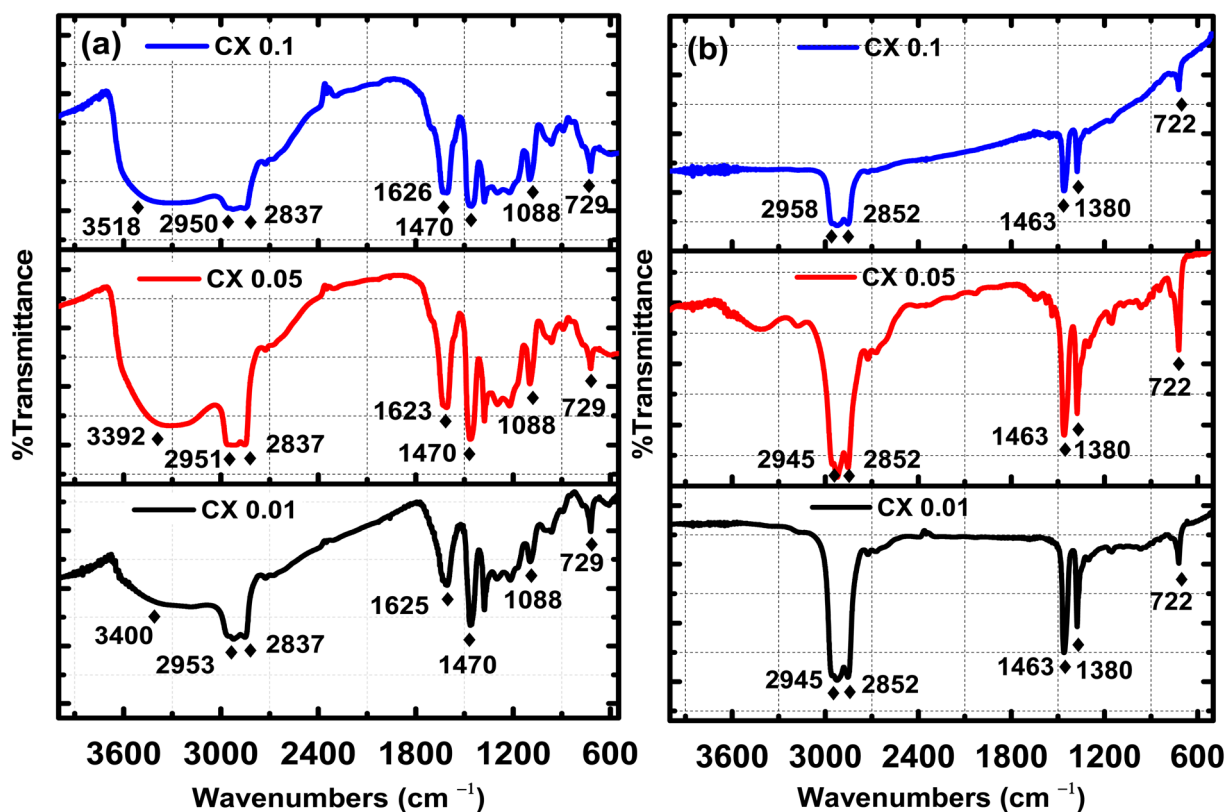 (a)
CX 0.1
3518
2950
2837
1626
1470
1088
729
CX 0.05
3392
2951
2837
1623
1470
1088
729
CX 0.01
3400
2953
2837
1625
1470
1088
729
3600 3000 2400 1800 1200 600
Wavenumbers (cm −1)
%Transmittance
(b)
CX 0.1
2958
2852
1463
1380
722
CX 0.05
2945
2852
1463
1380
722
CX 0.01
2945
2852
1463
1380
722
3600 3000 2400 1800 1200 600
Wavenumbers (cm −1)
%Transmittance